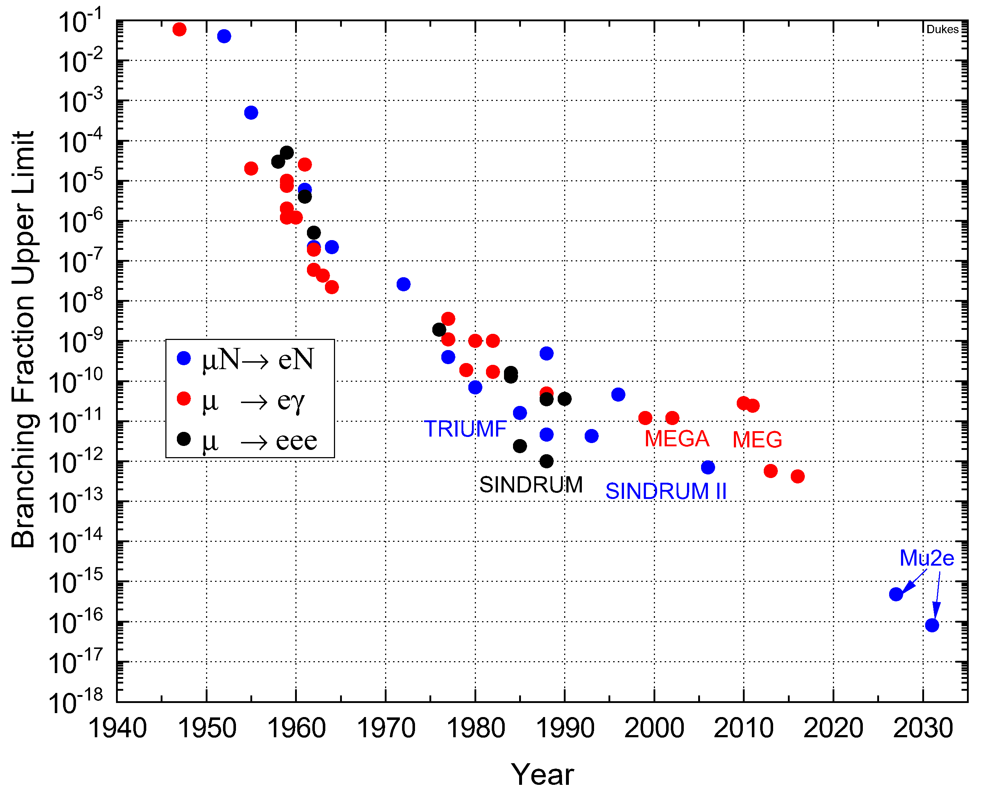 Dukes
Branching Fraction Upper Limit
10⁻¹
10⁻²
10⁻³
10⁻⁴
10⁻⁵
10⁻⁶
10⁻⁷
10⁻⁸
10⁻⁹
10⁻¹⁰
10⁻¹¹
10⁻¹²
10⁻¹³
10⁻¹⁴
10⁻¹⁵
10⁻¹⁶
10⁻¹⁷
10⁻¹⁸
μN→ eN
μ → eγ
μ → eee
TRIUMF
MEGA
MEG
SINDRUM
SINDRUM II
Mu2e
1940 1950 1960 1970 1980 1990 2000 2010 2020 2030
Year